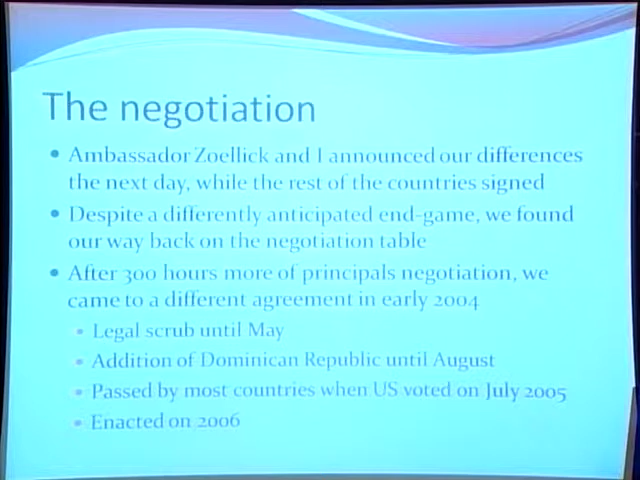 The negotiation
Ambassador Zoellick and I announced our differences
the next day, while the rest of the countries signed
Despite a differently anticipated end-game, we found
our way back on the negotiation table
After 300 hours more of principals negotiation, we
came to a different agreement in early 2004
Legal scrub until May
Addition of Dominican Republic until August
Passed by most countries when US voted on July 2005
Enacted on 2006